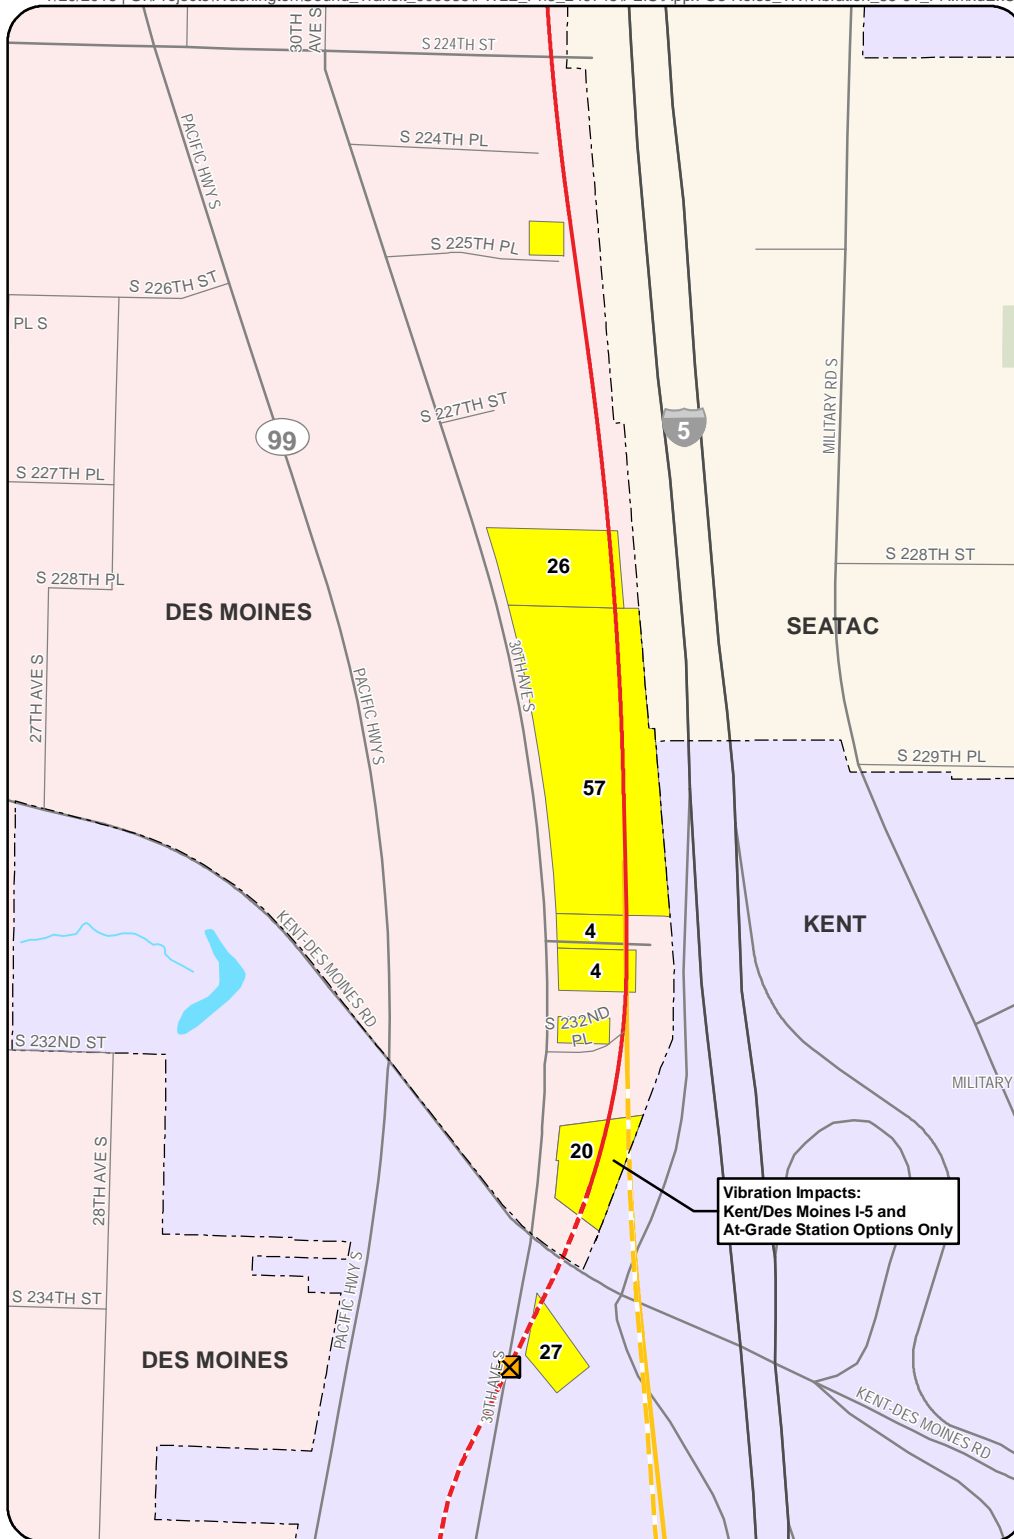 S 224TH ST
30TH
AVE S
S 224TH PL
PACIFIC HWY S
S 225TH PL
S 226TH ST
PL S
MILITARY RD S
S 227TH ST
99
5
S 227TH PL
S 228TH ST
26
S 228TH PL
DES MOINES
SEATAC
30TH AVE S
27TH AVE S
PACIFIC HWY S
S 229TH PL
57
KENT
4
KENT-DES MOINES RD
4
S 232ND
PL
S 232ND ST
MILITARY
20
28TH AVE S
Vibration Impacts:
Kent/Des Moines I-5 and
At-Grade Station Options Only
PACIFIC HWY S
S 234TH ST
27
DES MOINES
30TH AVE S
KENT-DES MOINES RD